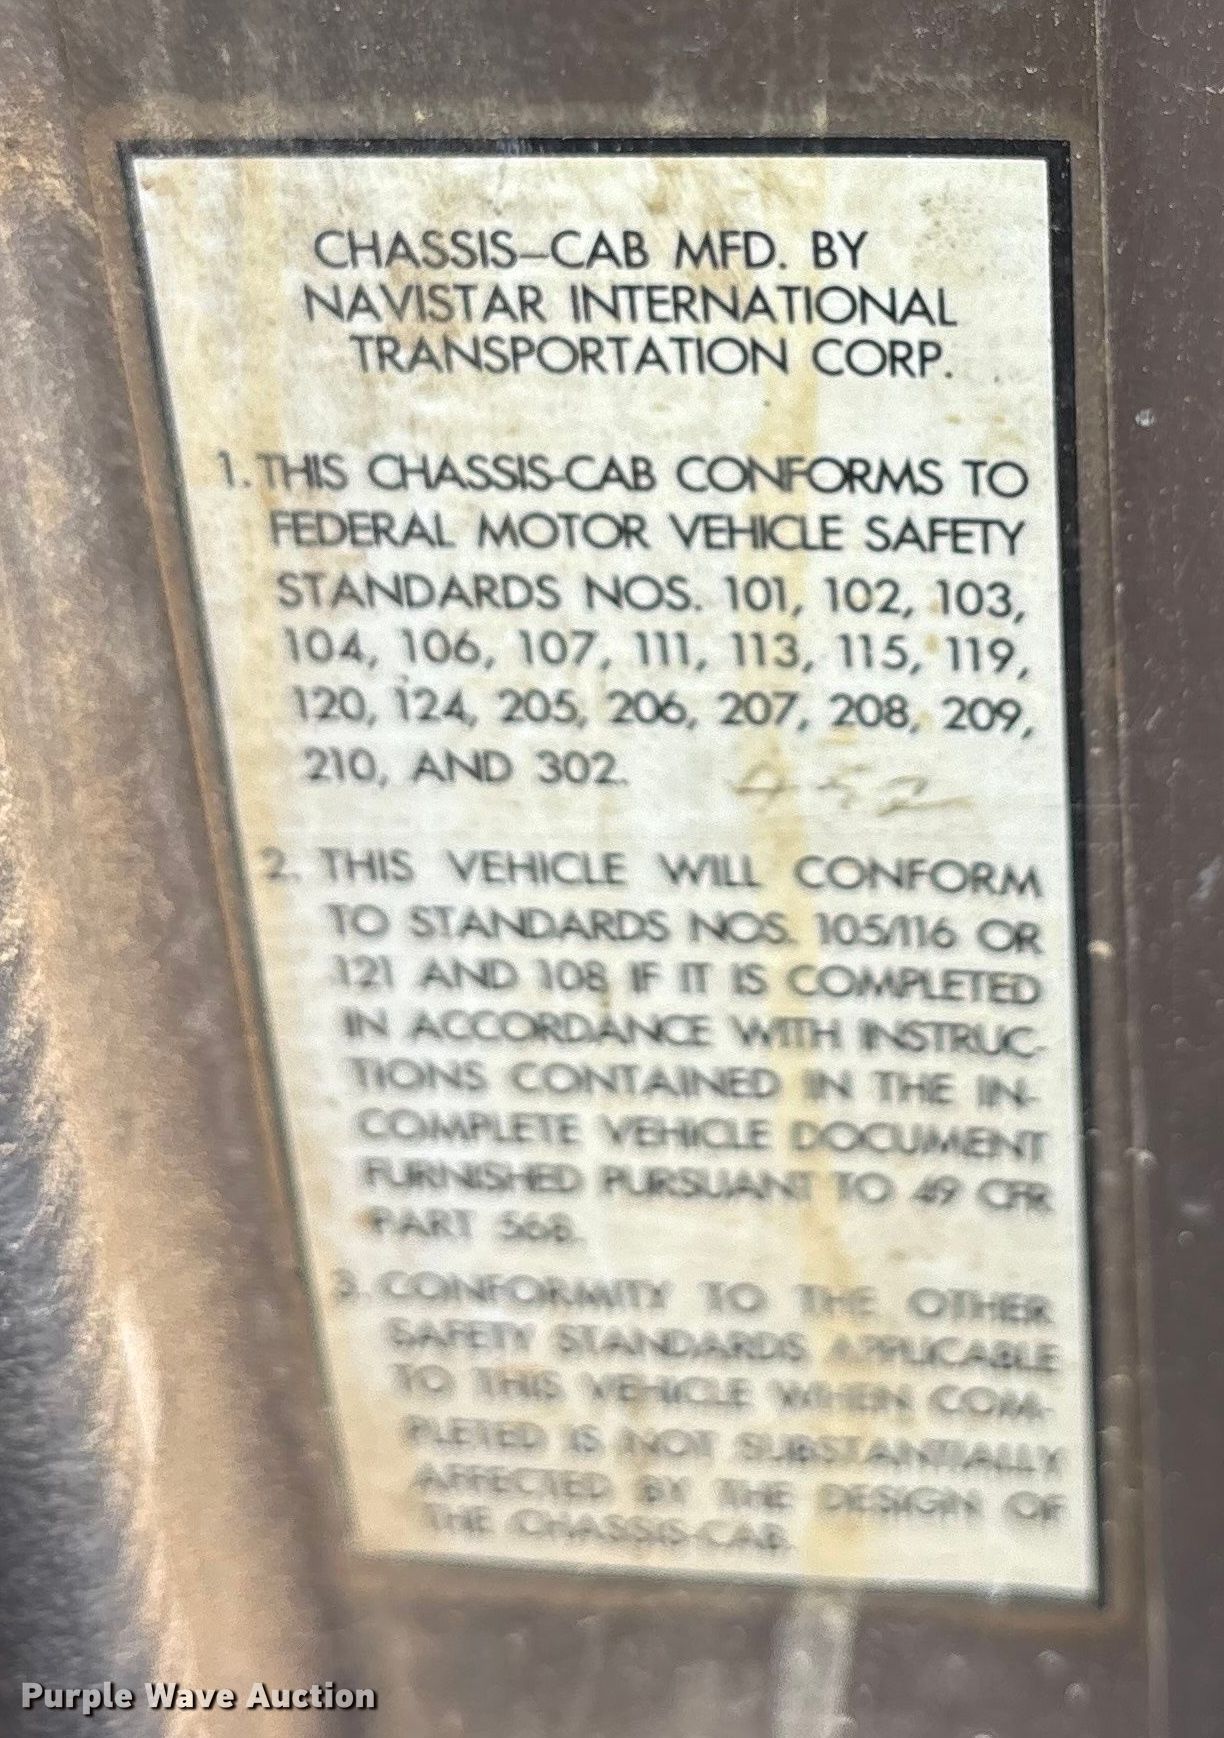 CHASSIS-CAB MFD. BY
NAVISTAR INTERNATIONAL
TRANSPORTATION CORP.
1. THIS CHASSIS-CAB CONFORMS TO
FEDERAL MOTOR VEHICLE SAFETY
STANDARDS NOS. 101, 102, 103,
104, 106, 107, 111, 113, 115, 119,
120, 124, 205, 206, 207, 208, 209,
210, AND 302.
452
2. THIS VEHICLE WILL CONFORM
TO STANDARDS NOS. 105/116 OR
121 AND 108 IF IT IS COMPLETED
IN ACCORDANCE WITH INSTRUC-
TIONS CONTAINED IN THE IN-
COMPLETE VEHICLE DOCUMENT
FURNISHED PURSUANT TO 49 CFR
PART 568.
3. CONFORMITY TO THE OTHER
SAFETY STANDARDS APPLICABLE
TO THIS VEHICLE WHEN COM-
PLETED IS NOT SUBSTANTIALLY
AFFECTED BY THE DESIGN OF
THE CHASSIS-CAB.
Purple Wave Auction